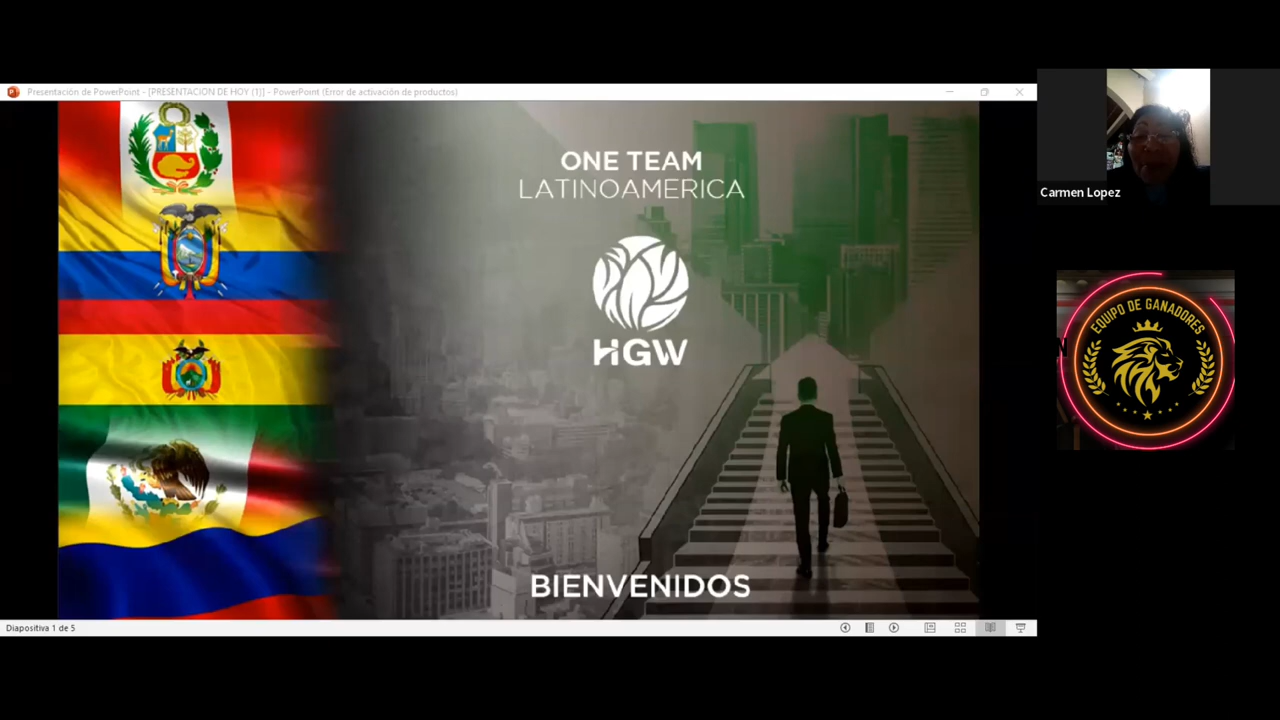 Presentación de PowerPoint - [PRESENTACION DE HOY (1)] - PowerPoint (Error de activación de productos)
ONE TEAM
LATINOAMERICA
HGW
BIENVENIDOS
Diapositiva 1 de 5
Carmen Lopez
EQUIPO DE GANADORES